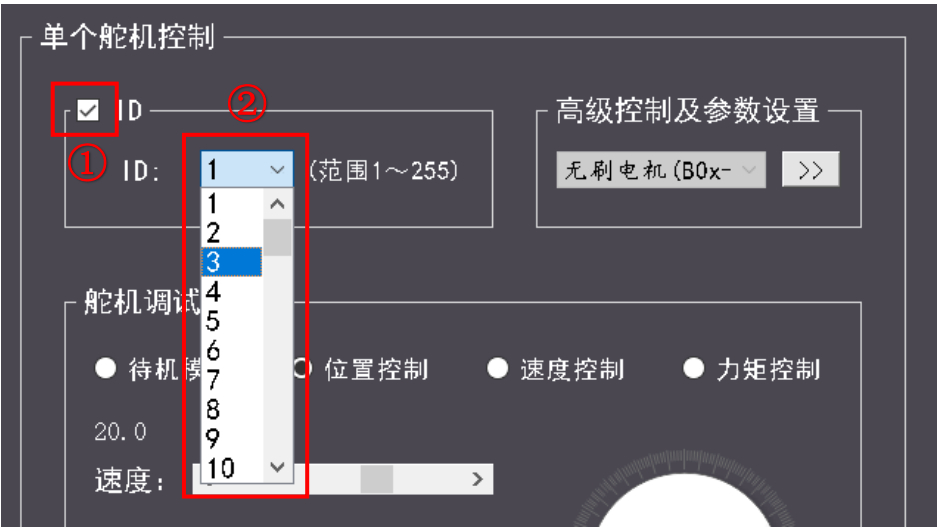 单个舵机控制
ID
②
高级控制及参数设置
①
ID:
1
(范围1～255)
无刷电机(BOx-
>>
1
2
3
4
5
6
7
8
9
10
舵机调试
待机模
位置控制
速度控制
力矩控制
20.0
速度: